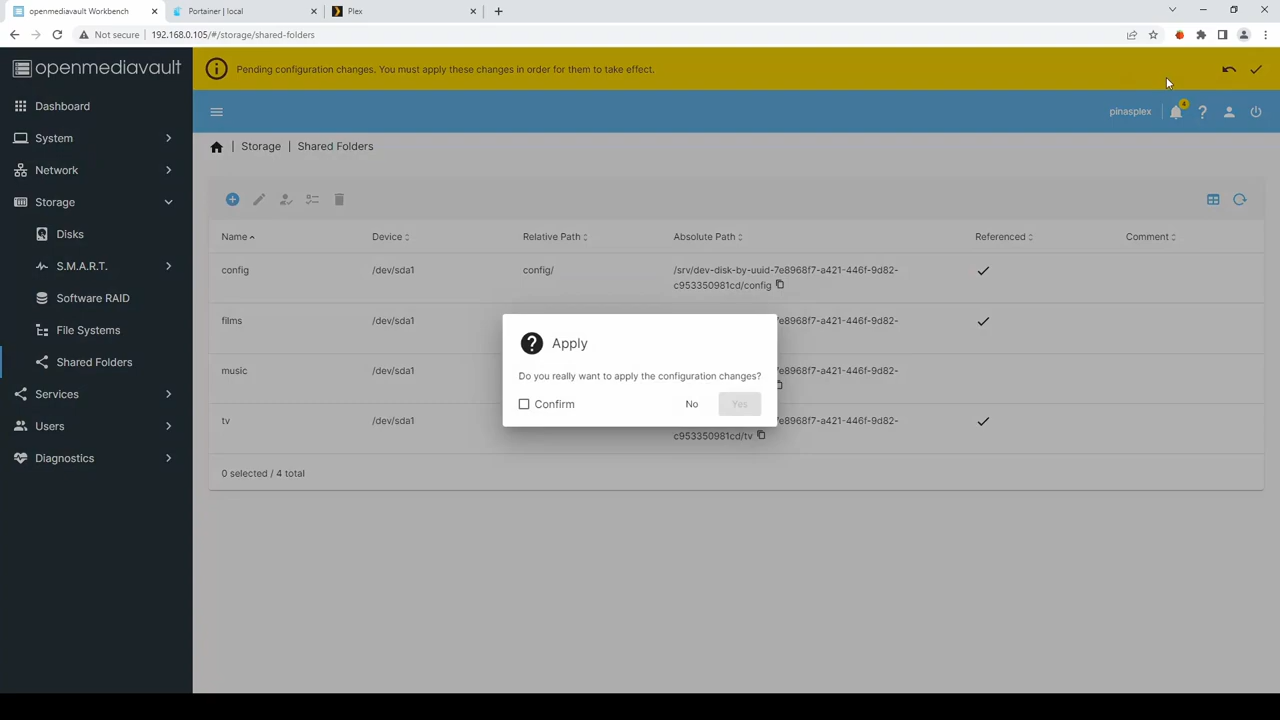 openmediavault Workbench
Portainer | local
Plex
Not secure
192.168.0.105/#/storage/shared-folders
openmediavault
Pending configuration changes. You must apply these changes in order for them to take effect.
pinasplex
4
Dashboard
System
Network
Storage
Disks
S.M.A.R.T.
Software RAID
File Systems
Shared Folders
Services
Users
Diagnostics
Storage | Shared Folders
Name
Device
Relative Path
Absolute Path
Referenced
Comment
config
/dev/sda1
config/
/srv/dev-disk-by-uuid-7e8968f7-a421-446f-9d82-
c953350981cd/config
films
/dev/sda1
7e8968f7-a421-446f-9d82-
music
/dev/sda1
7e8968f7-a421-446f-9d82-
tv
/dev/sda1
7e8968f7-a421-446f-9d82-
c953350981cd/tv
0 selected / 4 total
Apply
Do you really want to apply the configuration changes?
Confirm
No
Yes